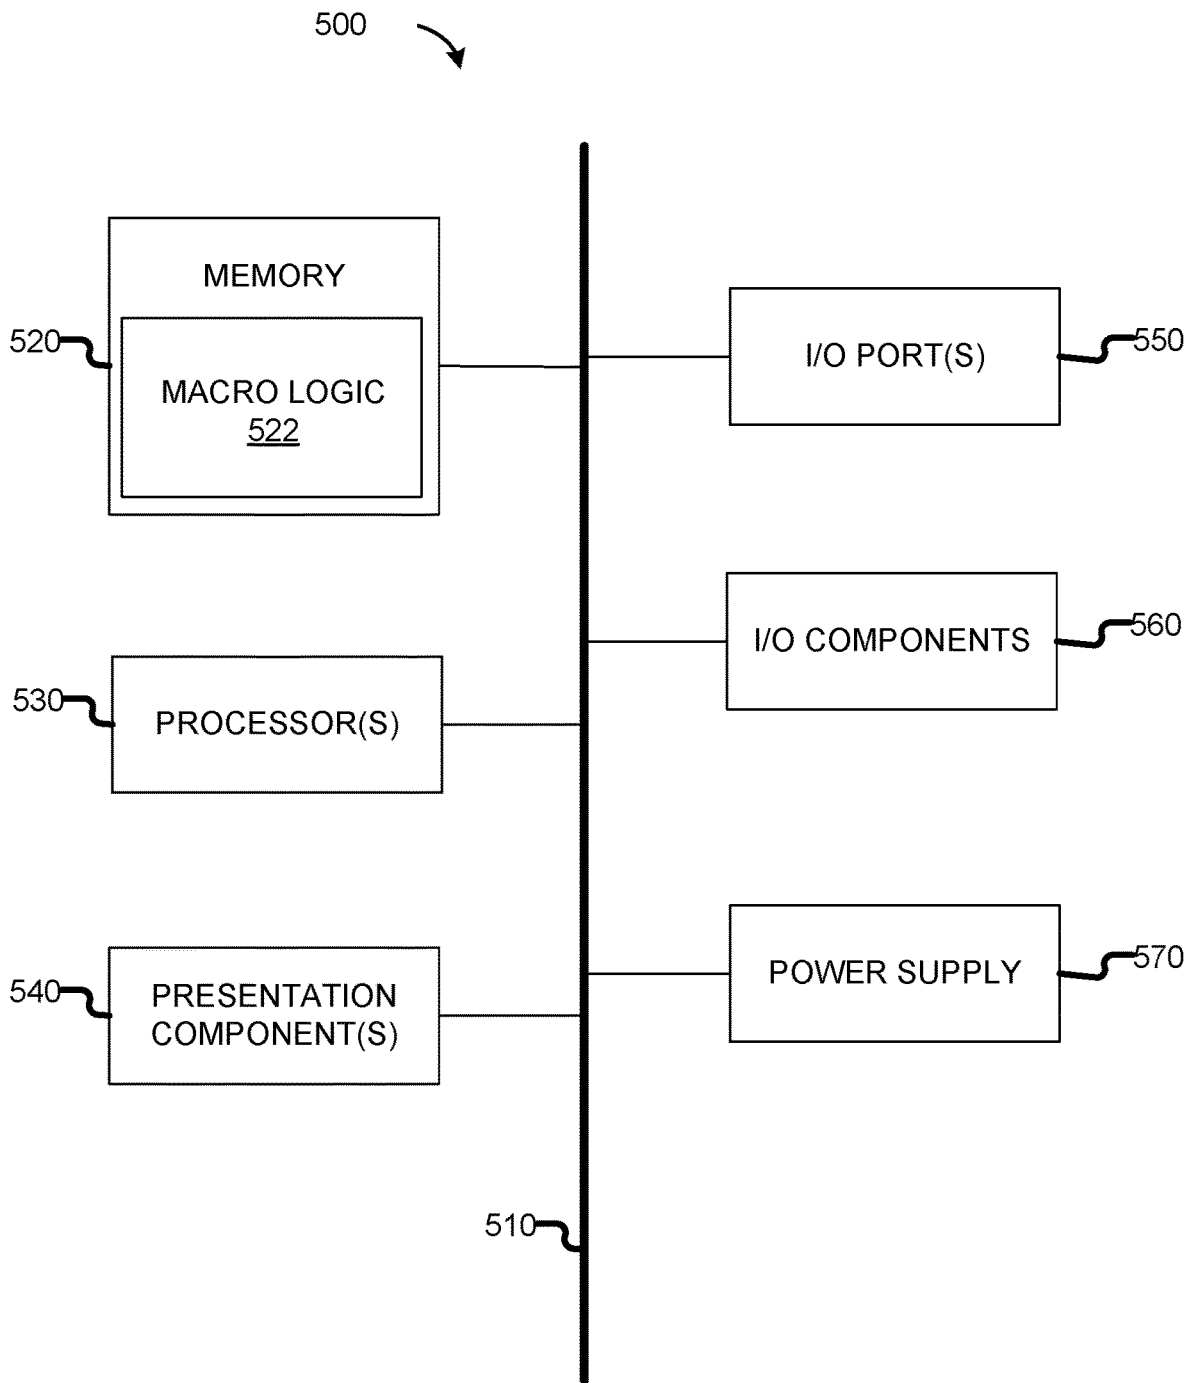 500
MEMORY
520
MACRO LOGIC
522
I/O PORT(S)
550
I/O COMPONENTS
560
530
PROCESSOR(S)
POWER SUPPLY
570
540
PRESENTATION
COMPONENT(S)
510